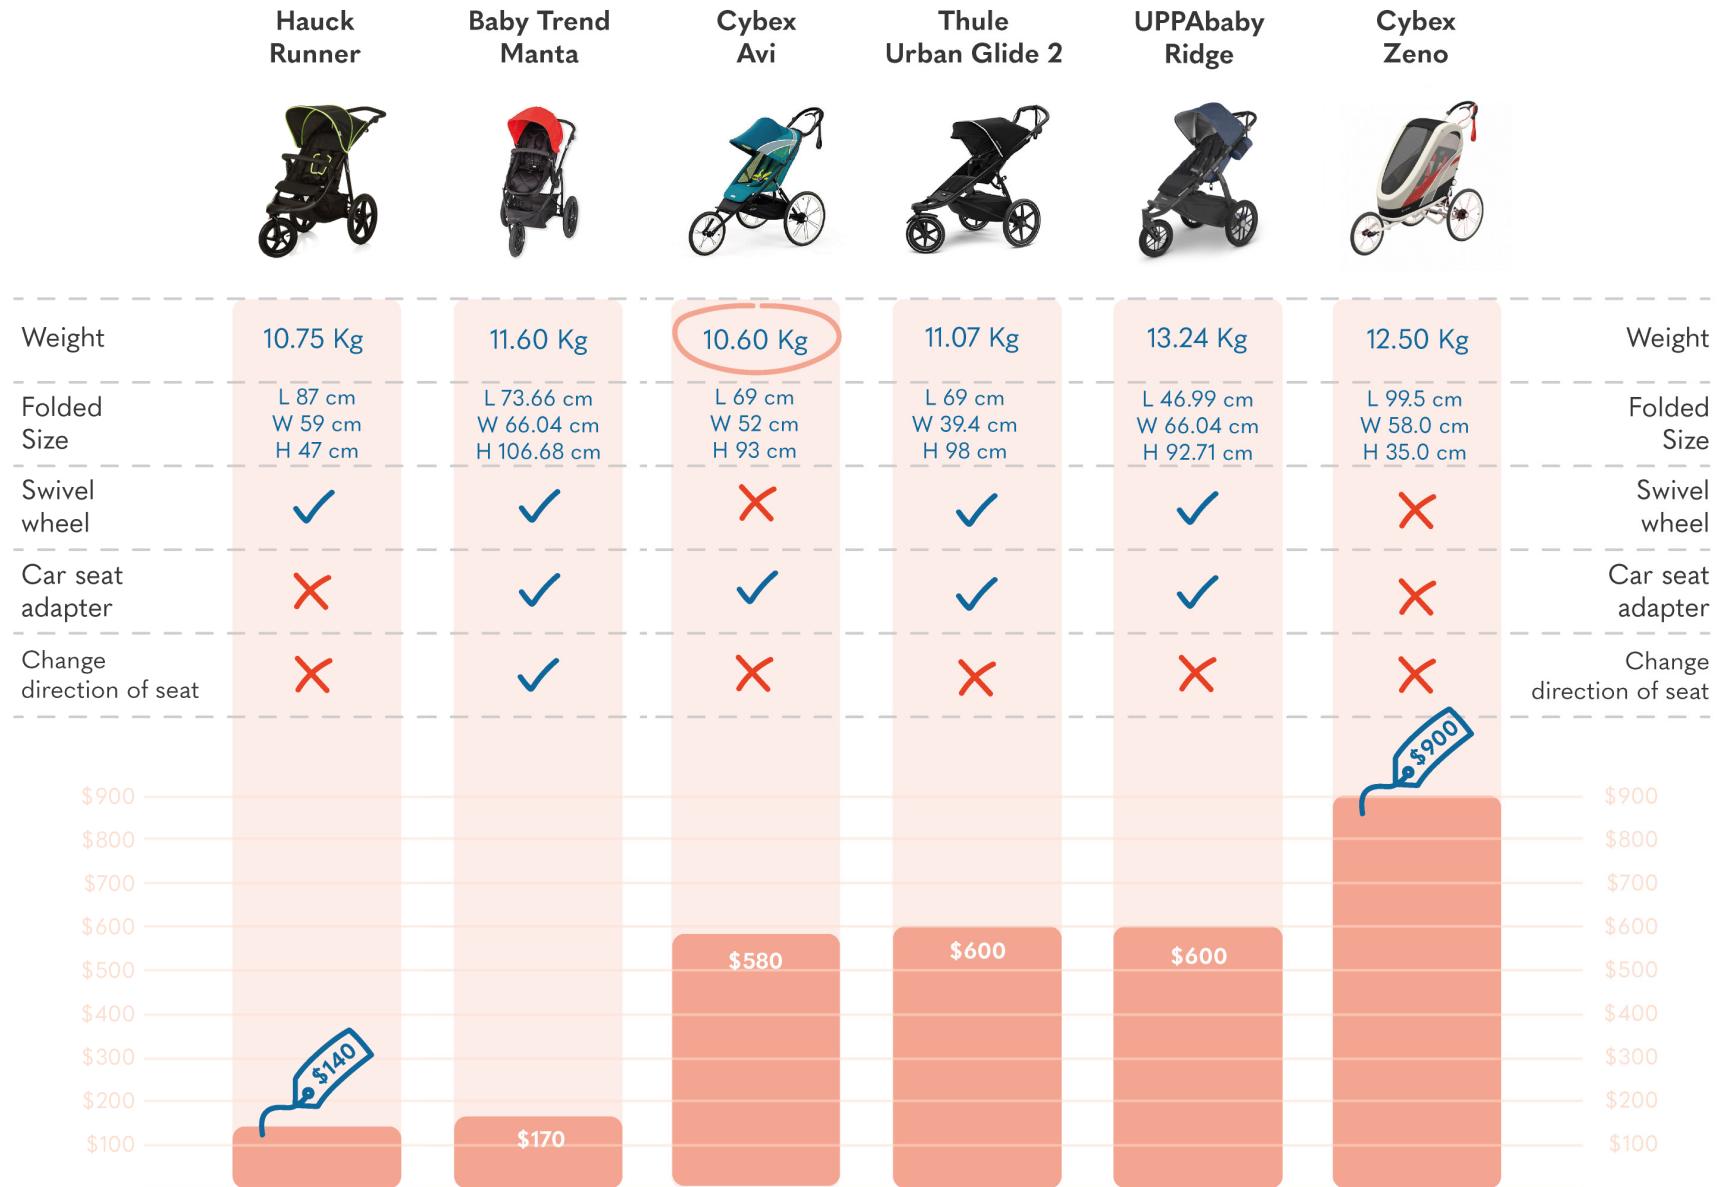 Hauck
Runner
Baby Trend
Manta
Cybex
Avi
Thule
Urban Glide 2
UPPAbaby
Ridge
Cybex
Zeno
Weight
10.75 Kg
11.60 Kg
10.60 Kg
11.07 Kg
13.24 Kg
12.50 Kg
Weight
Folded
Size
L 87 cm
W 59 cm
H 47 cm
L 73.66 cm
W 66.04 cm
H 106.68 cm
L 69 cm
W 52 cm
H 93 cm
L 69 cm
W 39.4 cm
H 98 cm
L 46.99 cm
W 66.04 cm
H 92.71 cm
L 99.5 cm
W 58.0 cm
H 35.0 cm
Folded
Size
Swivel
wheel
Swivel
wheel
Car seat
adapter
Car seat
adapter
Change
direction of seat
Change
direction of seat
$900
$900
$900
$800
$800
$700
$700
$600
$600
$580
$600
$600
$500
$500
$400
$400
$300
$140
$300
$200
$200
$100
$170
$100